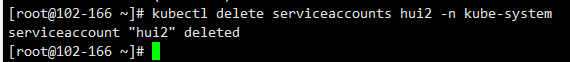 [root@102-166 ~]# kubectl delete serviceaccounts hui2 -n kube-system
serviceaccount "hui2" deleted
[root@102-166 ~]#